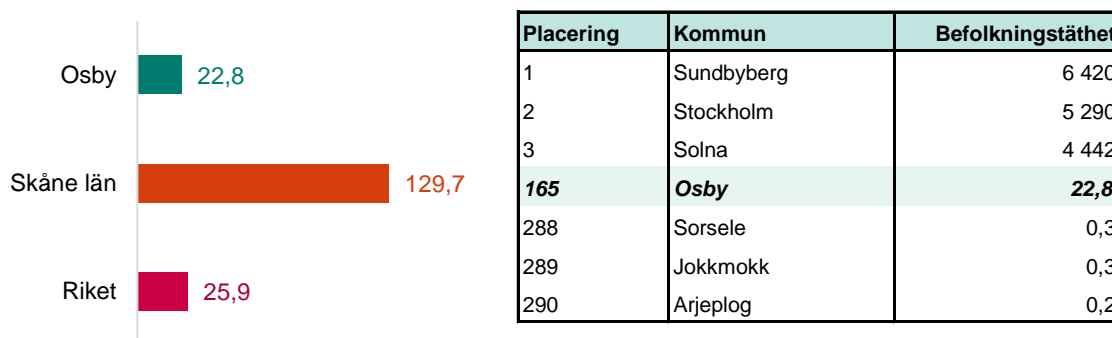 Osby 22,8
Skåne län 129,7
Riket 25,9
Placering Kommun Befolkningstäthet
1 Sundbyberg 6 420
2 Stockholm 5 290
3 Solna 4 442
165 Osby 22,8
288 Sorsele 0,3
289 Jokkmokk 0,3
290 Arjeplog 0,2